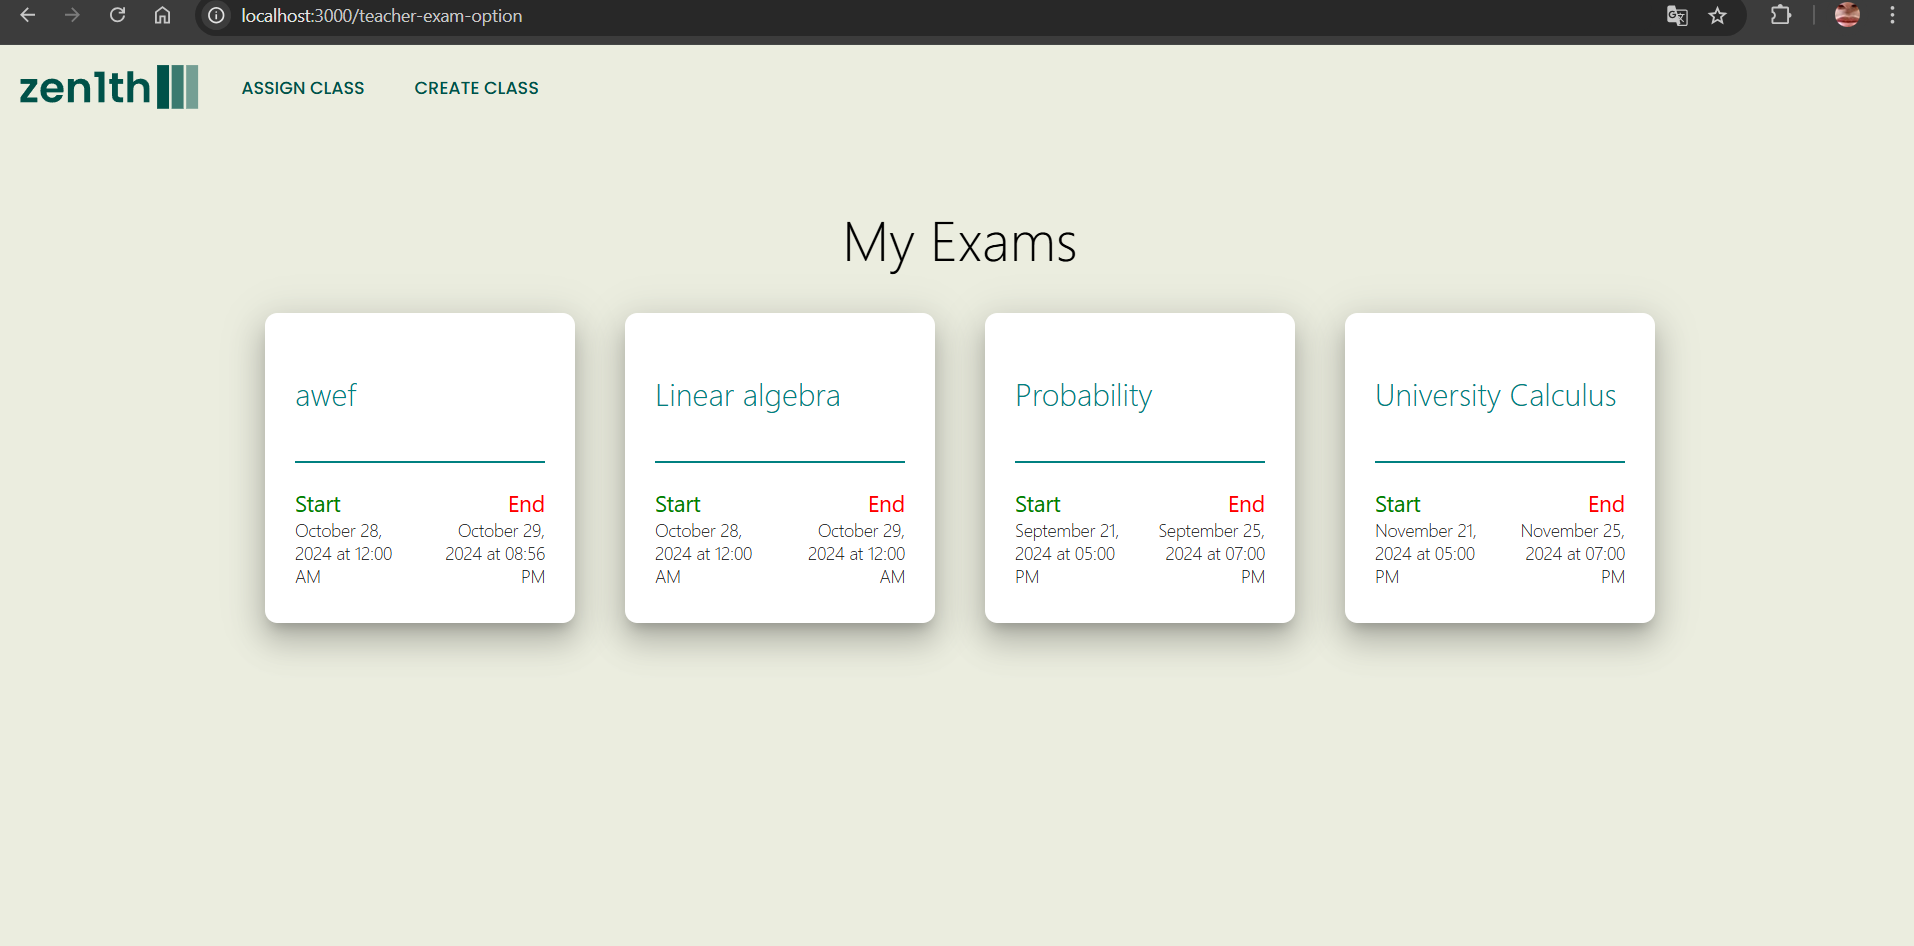 localhost:3000/teacher-exam-option
zen1th ASSIGN CLASS CREATE CLASS
My Exams
awef
Start End
October 28, October 29,
2024 at 12:00 2024 at 08:56
AM PM
Linear algebra
Start End
October 28, October 29,
2024 at 12:00 2024 at 12:00
AM AM
Probability
Start End
September 21, September 25,
2024 at 05:00 2024 at 07:00
PM PM
University Calculus
Start End
November 21, November 25,
2024 at 05:00 2024 at 07:00
PM PM